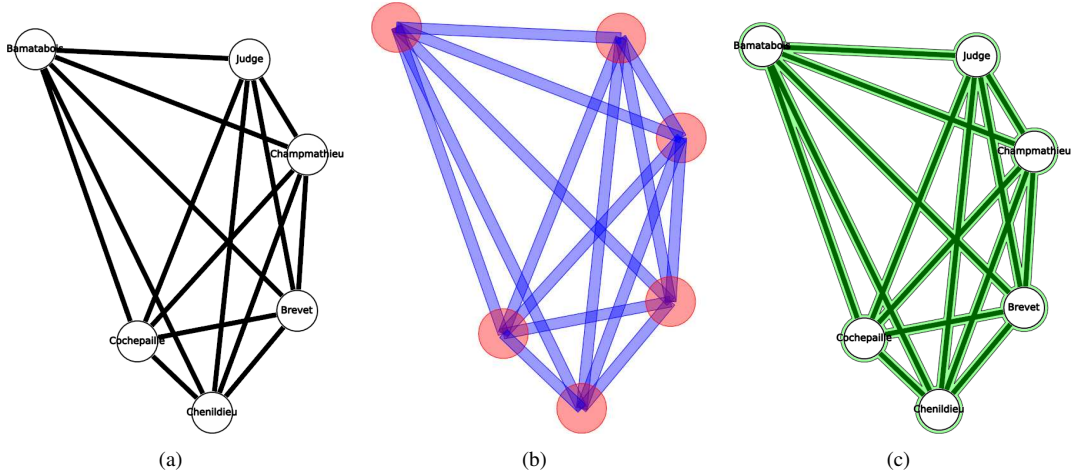 Bamatabois
Judge
Champmathieu
Brevet
Cochepaille
Chenildieu
(a)
(b)
Bamatabois
Judge
Champmathieu
Brevet
Cochepaille
Chenildieu
(c)